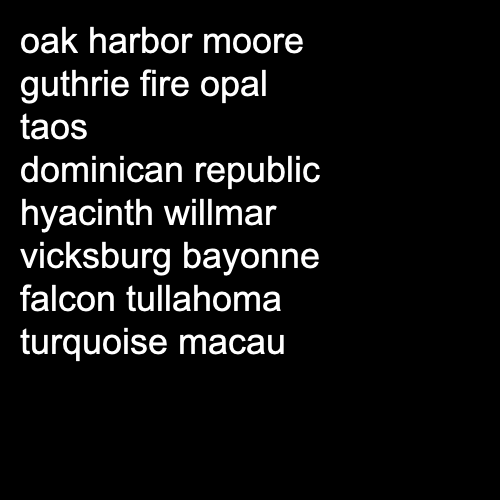 oak harbor moore
guthrie fire opal
taos
dominican republic
hyacinth willmar
vicksburg bayonne
falcon tullahoma
turquoise macau